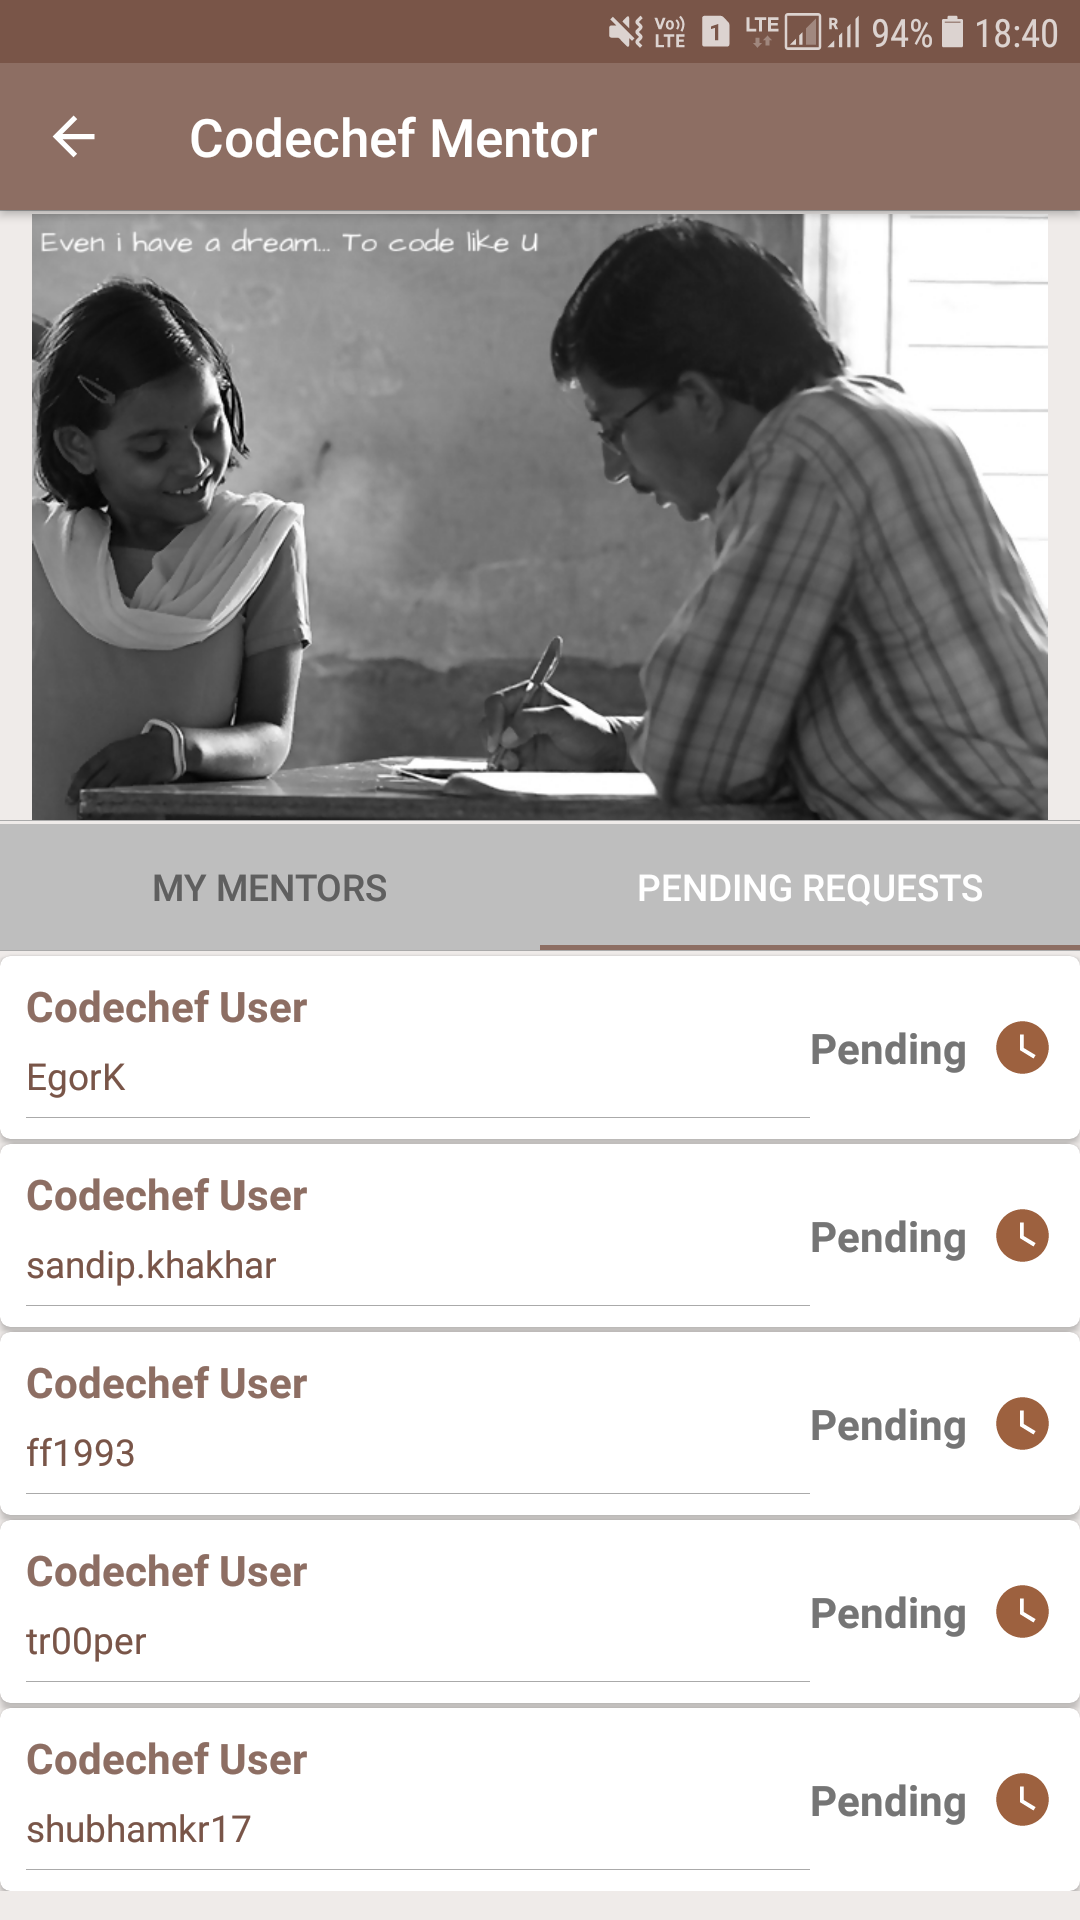 Vo)) LTE 1 LTE R 94% 18:40
Codechef Mentor
Even i have a dream... To code like U
MY MENTORS PENDING REQUESTS
Codechef User
EgorK
Pending
Codechef User
sandip.khakhar
Pending
Codechef User
ff1993
Pending
Codechef User
tr00per
Pending
Codechef User
shubhamkr17
Pending